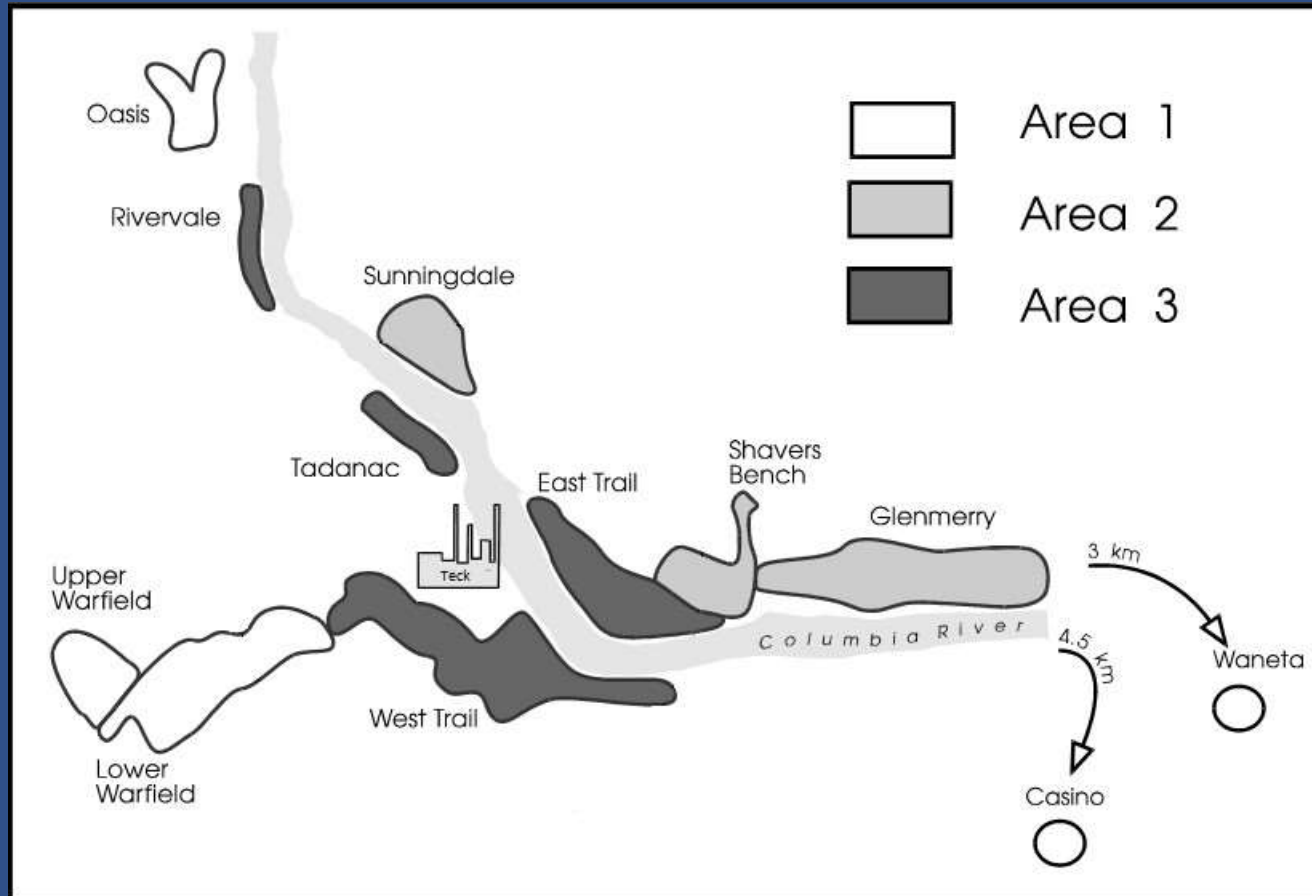 Oasis
Area 1
Rivervale
Area 2
Sunningdale
Area 3
Tadanac
East Trail
Shavers
Bench
Glenmerry
3 km
Upper
Warfield
Teck
Columbia River
4.5 km
Waneta
West Trail
Lower
Warfield
Casino